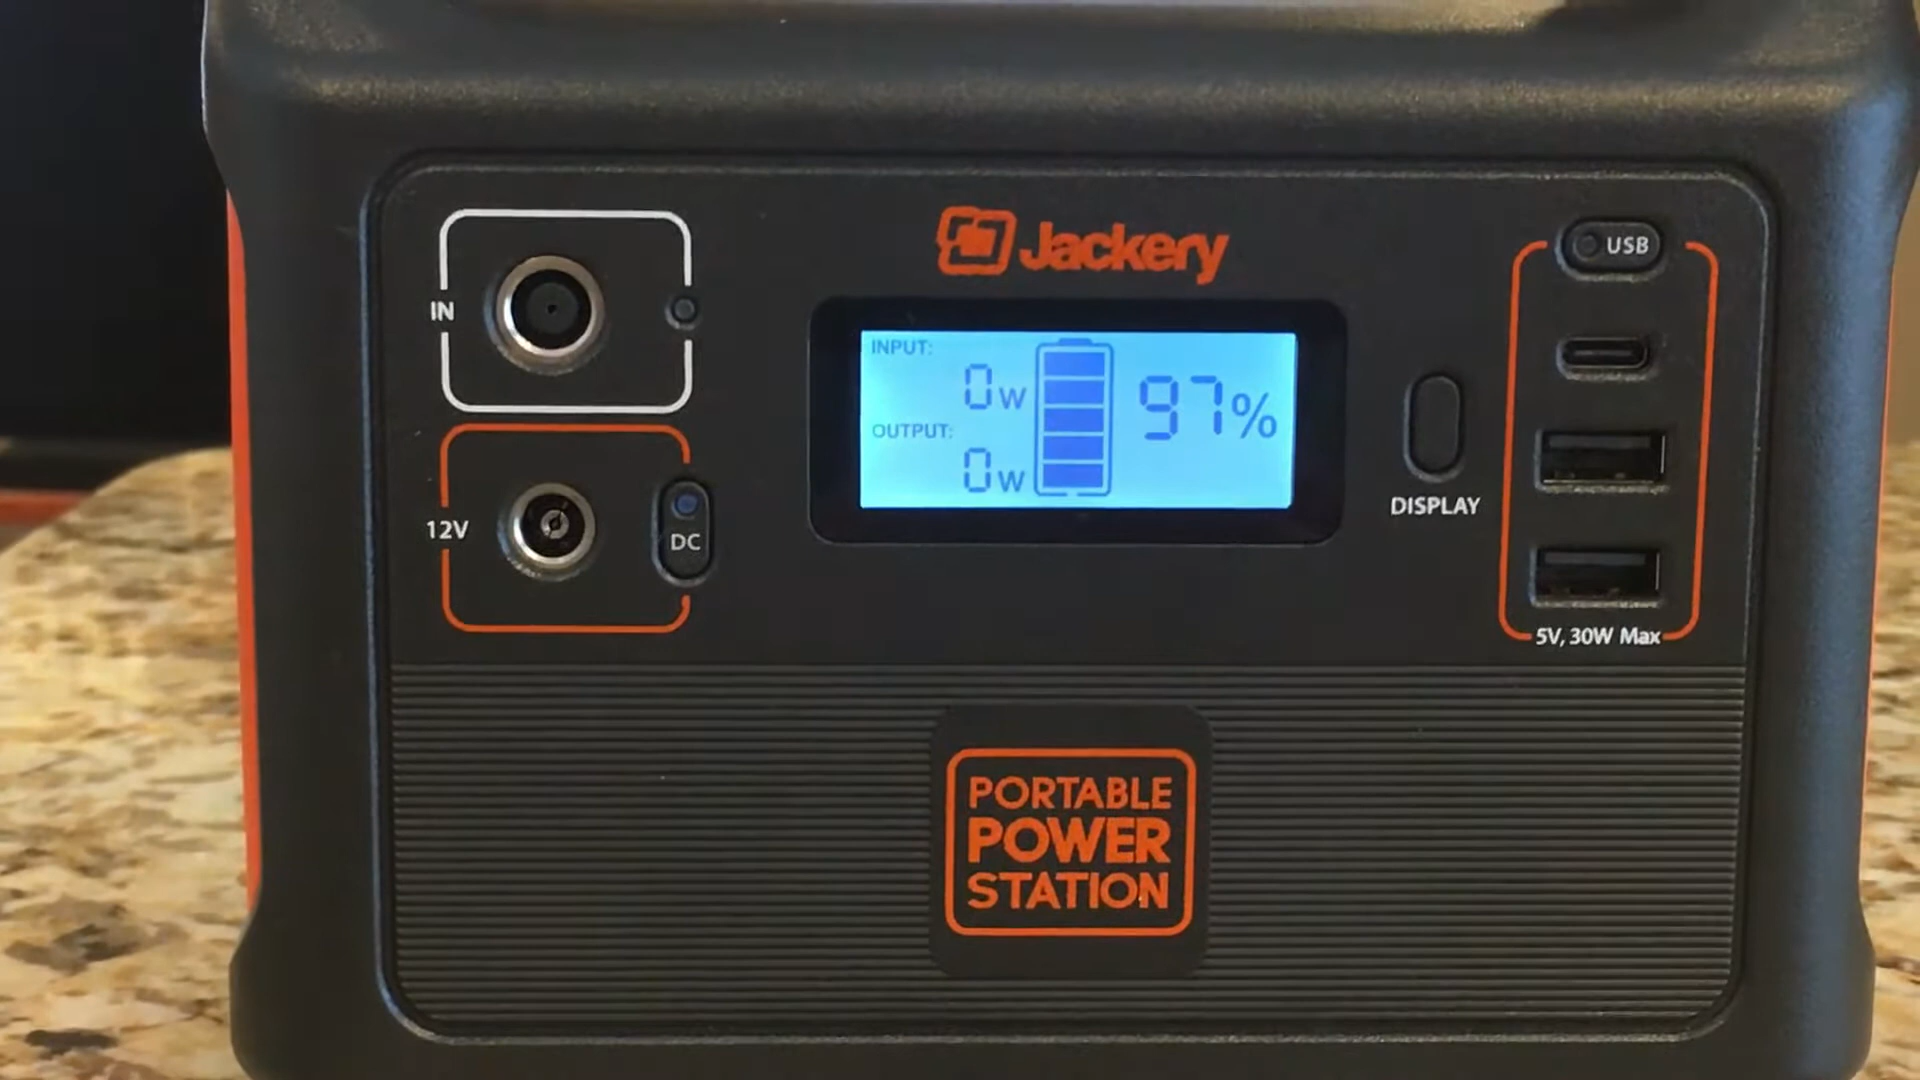 Jackery
IN
INPUT:
0W
OUTPUT:
0W
97%
12V
DC
DISPLAY
USB
5V, 30W Max
PORTABLE
POWER
STATION